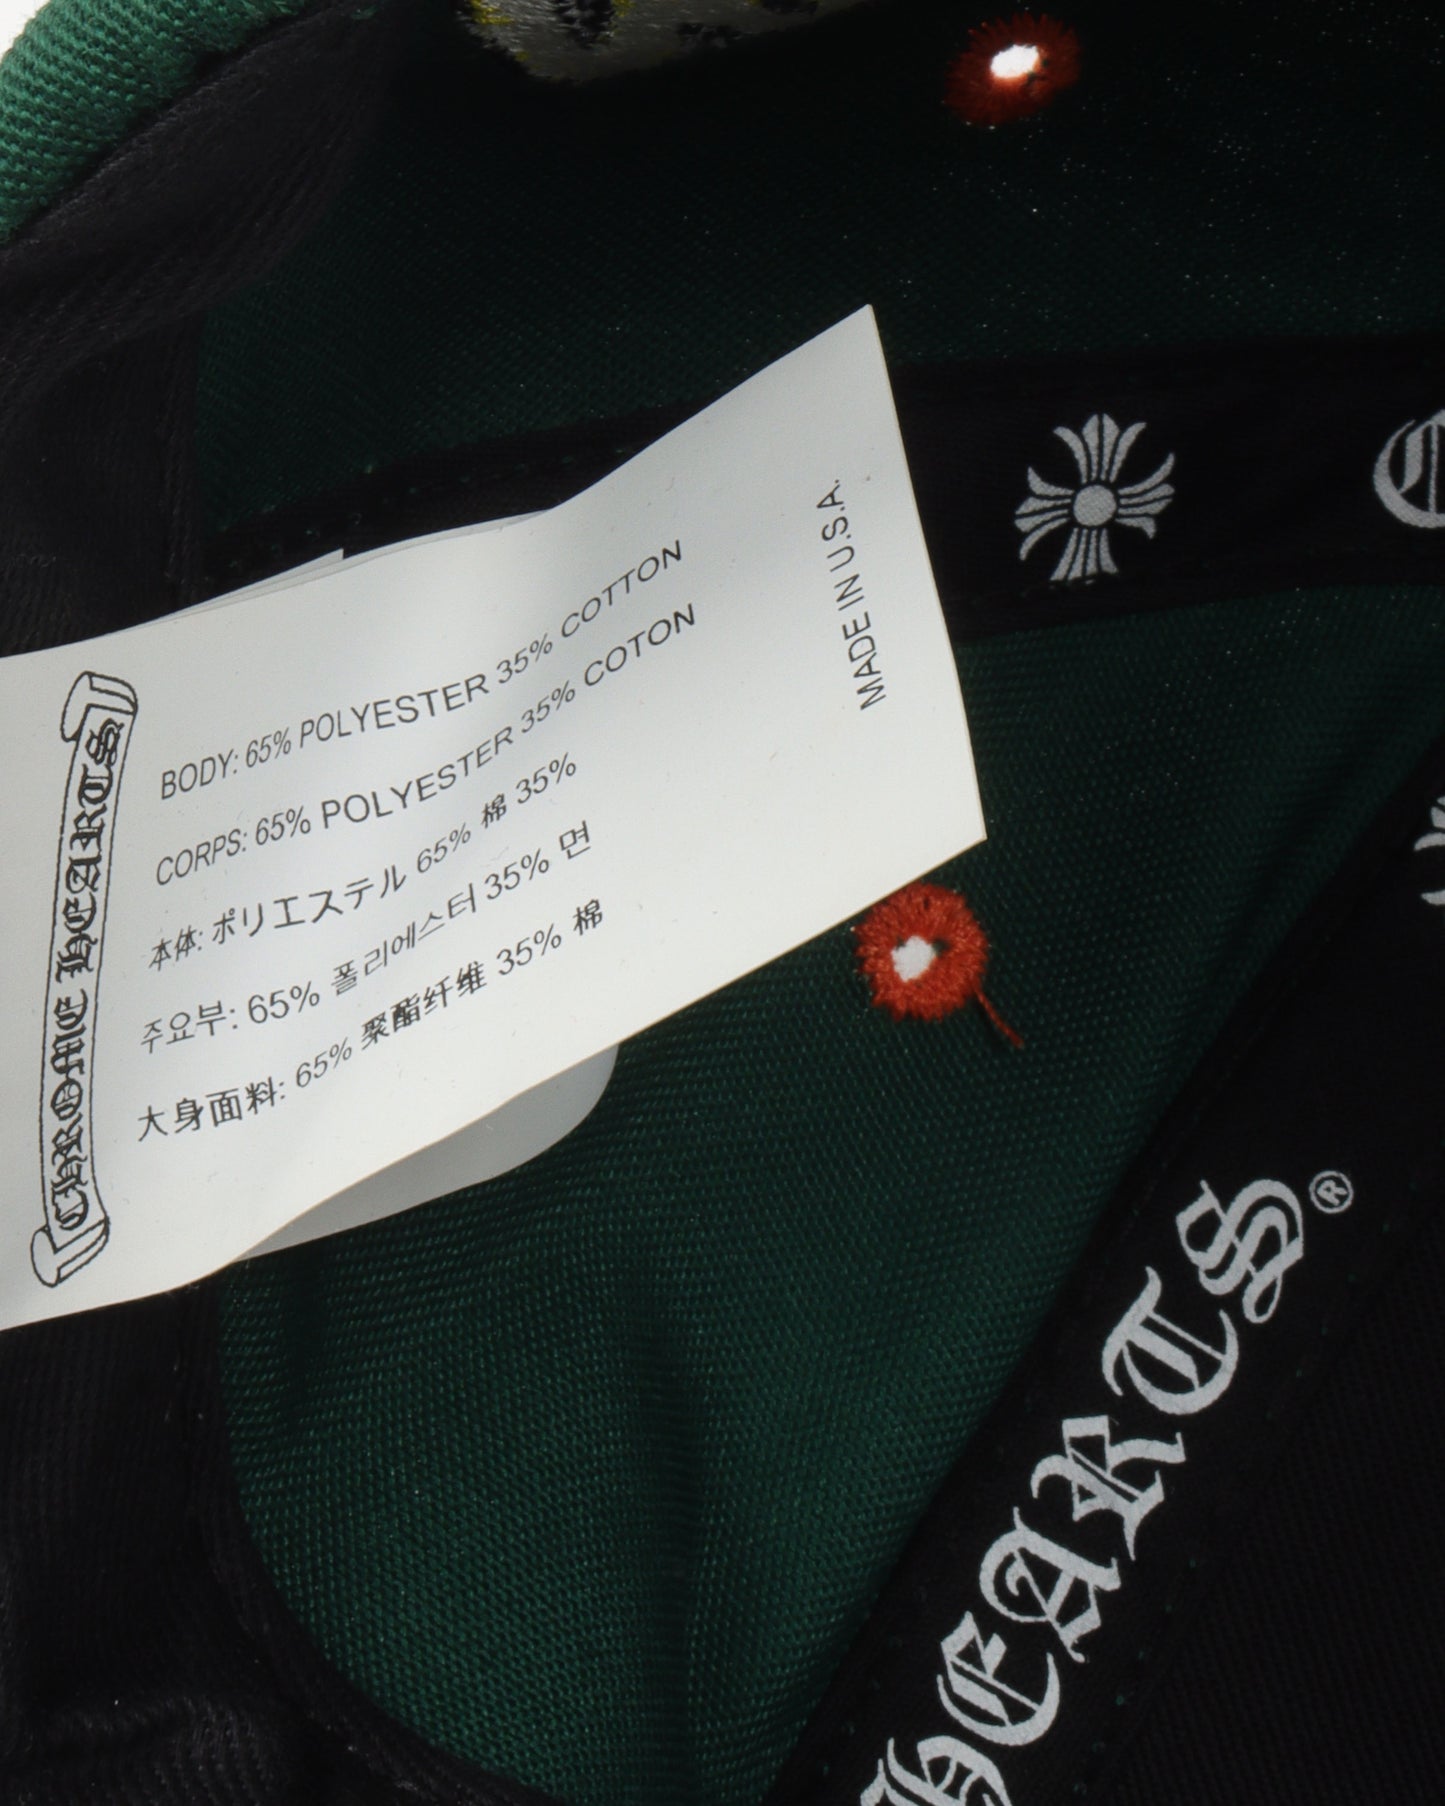 CHROME HEARTS
BODY: 65% POLYESTER 35% COTTON
CORPS: 65% POLYESTER 35% COTON
本体: ポリエステル 65% 棉 35%
주요부: 65% 폴리에스터 35% 면
大身面料: 65% 聚酯纤维 35% 棉
MADE IN U.S.A.
C
HEARTS®